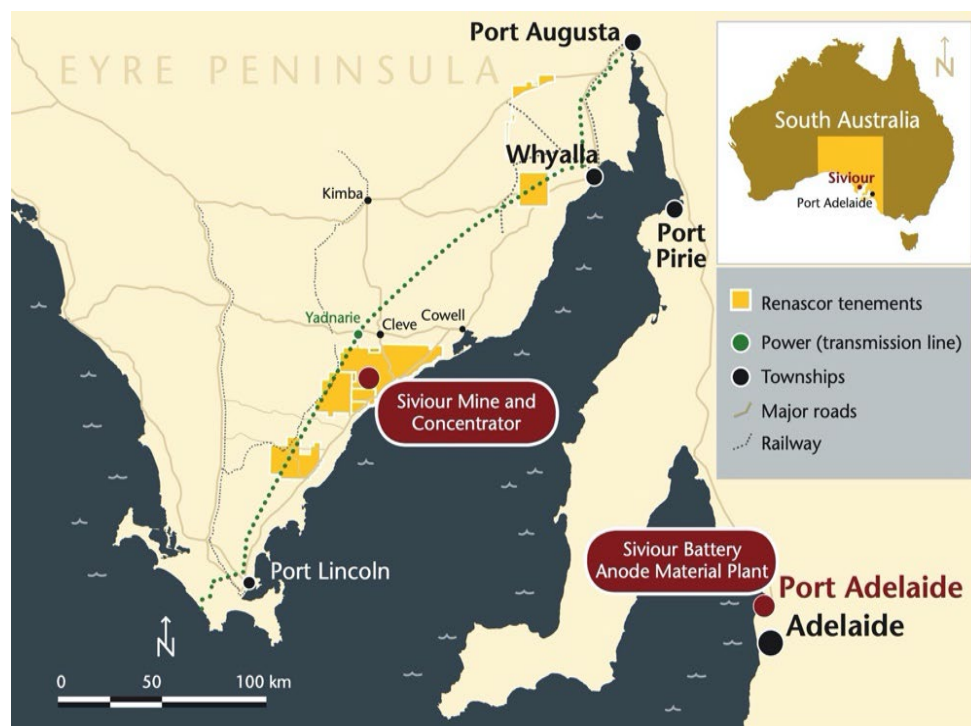 EYRE PENINSULA
Port Augusta
Whyalla
Kimba
Port
Pirie
Yadnarie
Cleve
Cowell
Siviour Mine and
Concentrator
Port Lincoln
Siviour Battery
Anode Material Plant
Port Adelaide
Adelaide
N
0 50 100 km
N
South Australia
Siviour
Port Adelaide
Renascor tenements
Power (transmission line)
Townships
Major roads
Railway